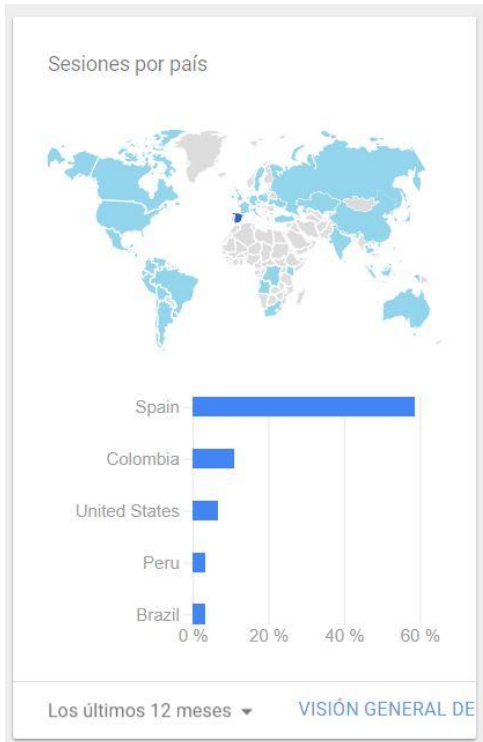 Sesiones por país
Spain
Colombia
United States
Peru
Brazil
0 % 20 % 40 % 60 %
Los últimos 12 meses VISIÓN GENERAL DE